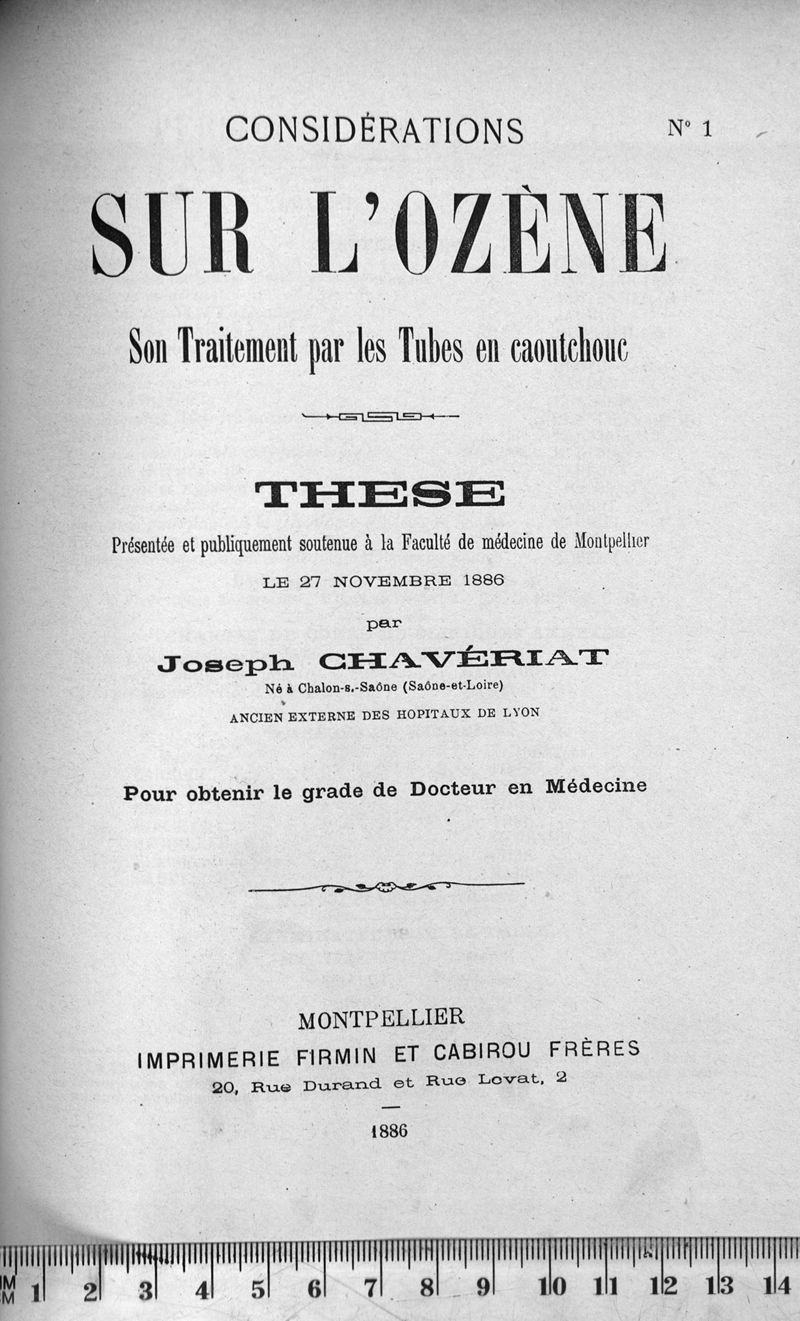 CONSIDÉRATIONS
N° 1
SUR L'OZÈNE
Son Traitement par les Tubes en caoutchouc
THESE
Présentée et publiquement soutenue à la Faculté de médecine de Montpellier
LE 27 NOVEMBRE 1886
par
Joseph CHAVÉRIAT
Né à Chalon-s.-Saône (Saône-et-Loire)
ANCIEN EXTERNE DES HOPITAUX DE LYON
Pour obtenir le grade de Docteur en Médecine
MONTPELLIER
IMPRIMERIE FIRMIN ET CABIROU FRÈRES
20, Rue Durand et Rue Levat, 2
1886
1 2 3 4 5 6 7 8 9 10 11 12 13 14